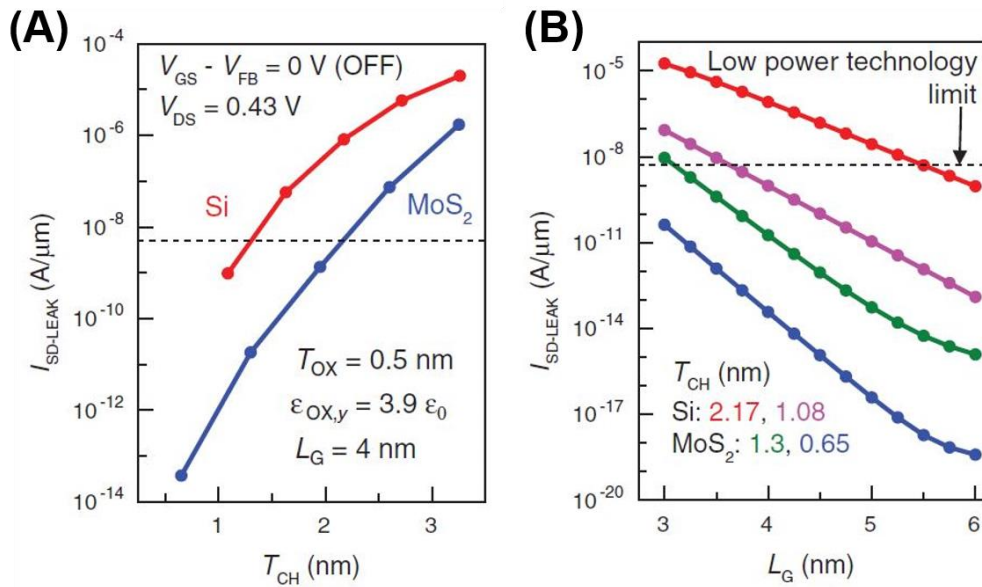 (A)
V_GS - V_FB = 0 V (OFF)
V_DS = 0.43 V
Si
MoS₂
T_OX = 0.5 nm
ε_OX,y = 3.9 ε₀
L_G = 4 nm
I_SD-LEAK (A/μm)
10⁻⁴
10⁻⁶
10⁻⁸
10⁻¹⁰
10⁻¹²
10⁻¹⁴
1 2 3
T_CH (nm)
(B)
Low power technology
limit
T_CH (nm)
Si: 2.17, 1.08
MoS₂: 1.3, 0.65
I_SD-LEAK (A/μm)
10⁻⁵
10⁻⁸
10⁻¹¹
10⁻¹⁴
10⁻¹⁷
10⁻²⁰
3 4 5 6
L_G (nm)